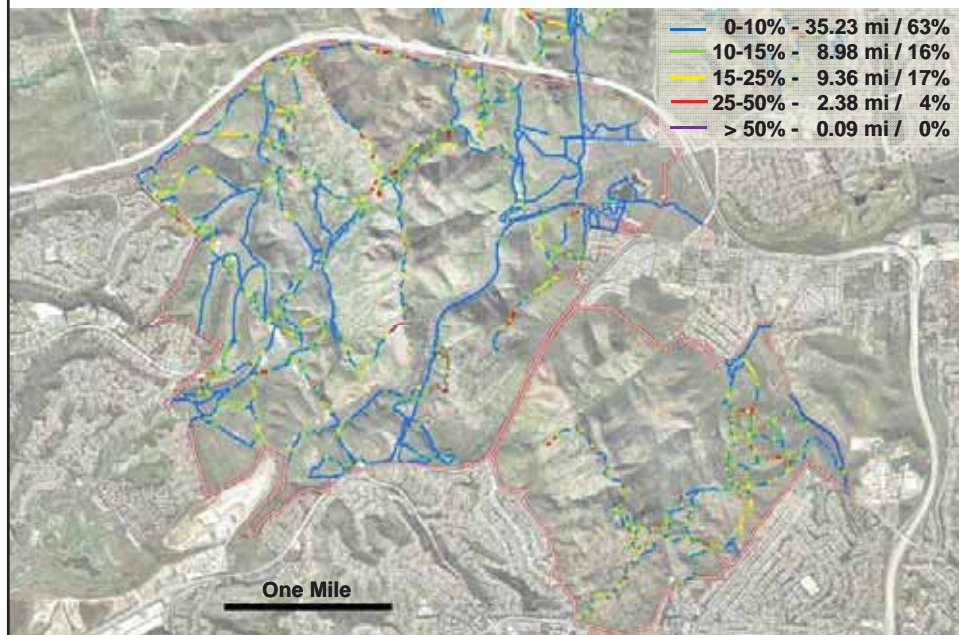 0-10% - 35.23 mi / 63%
10-15% - 8.98 mi / 16%
15-25% - 9.36 mi / 17%
25-50% - 2.38 mi / 4%
> 50% - 0.09 mi / 0%
One Mile